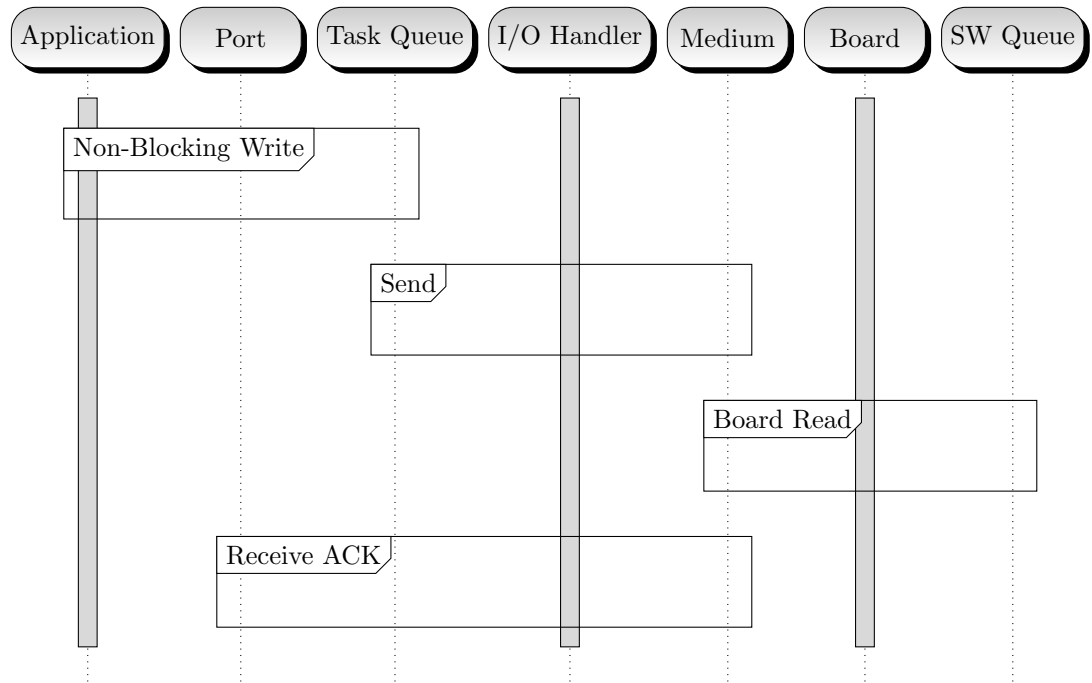 Application
Port
Task Queue
I/O Handler
Medium
Board
SW Queue
Non-Blocking Write
Send
Board Read
Receive ACK